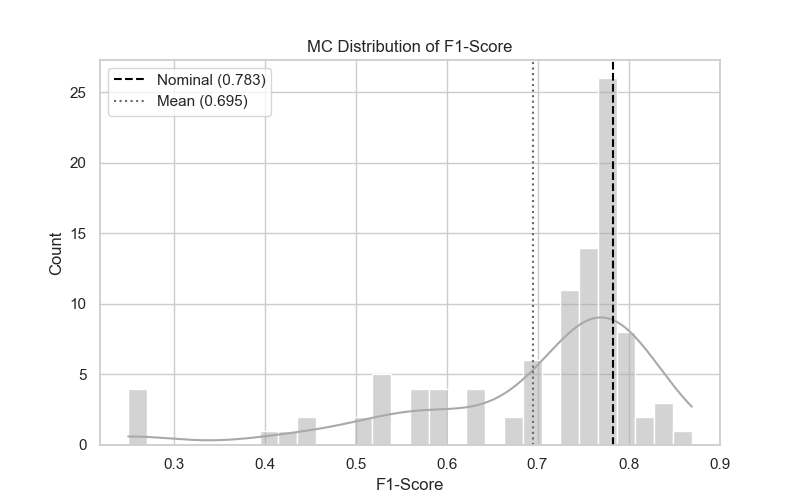 MC Distribution of F1-Score
Nominal (0.783)
Mean (0.695)
25
20
15
10
5
0
Count
0.3 0.4 0.5 0.6 0.7 0.8 0.9
F1-Score